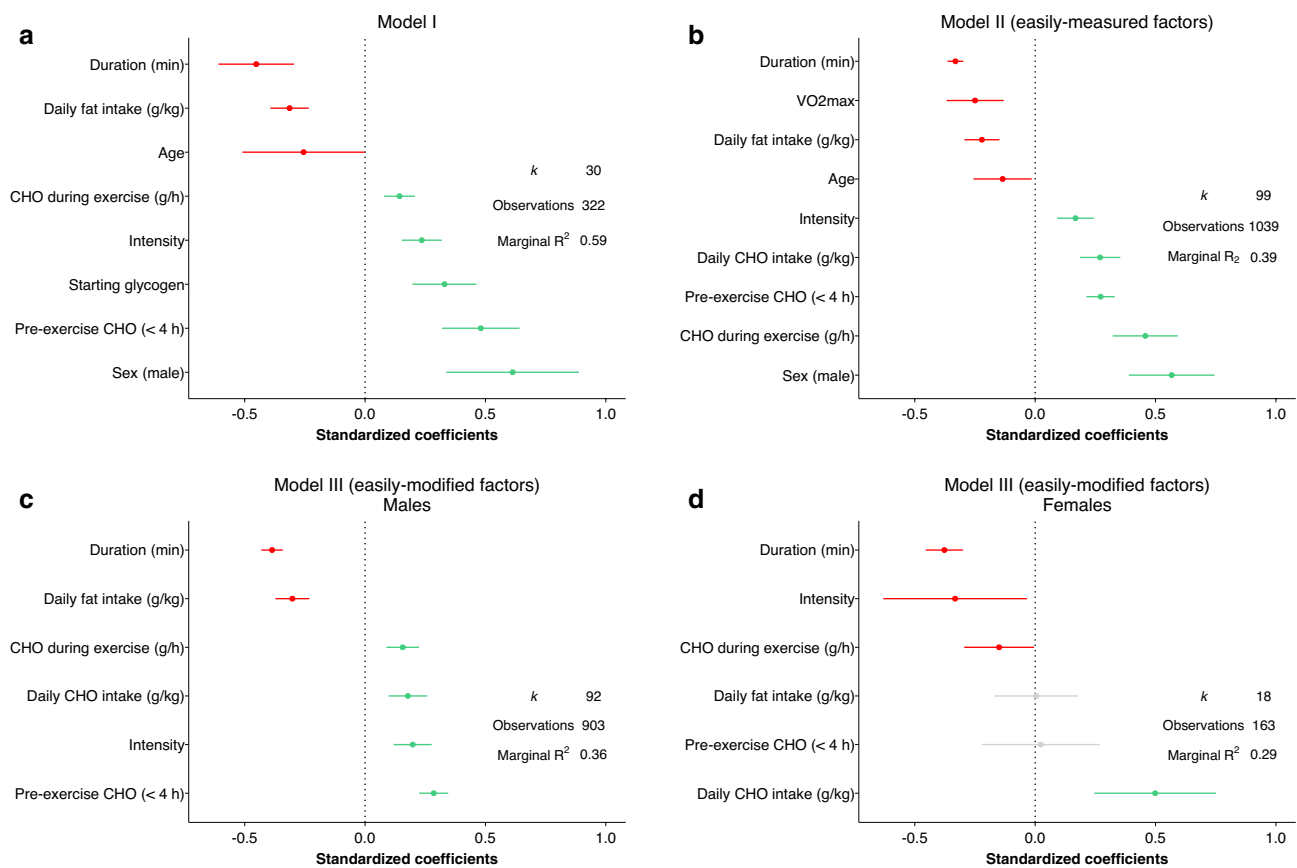 a
Model I
Duration (min)
Daily fat intake (g/kg)
Age
CHO during exercise (g/h)
Intensity
Starting glycogen
Pre-exercise CHO (< 4 h)
Sex (male)
k 30
Observations 322
Marginal R² 0.59
-0.5 0.0 0.5 1.0
Standardized coefficients
b
Model II (easily-measured factors)
Duration (min)
VO2max
Daily fat intake (g/kg)
Age
Intensity
Daily CHO intake (g/kg)
Pre-exercise CHO (< 4 h)
CHO during exercise (g/h)
Sex (male)
k 99
Observations 1039
Marginal R₂ 0.39
-0.5 0.0 0.5 1.0
Standardized coefficients
c
Model III (easily-modified factors)
Males
Duration (min)
Daily fat intake (g/kg)
CHO during exercise (g/h)
Daily CHO intake (g/kg)
Intensity
Pre-exercise CHO (< 4 h)
k 92
Observations 903
Marginal R² 0.36
-0.5 0.0 0.5 1.0
Standardized coefficients
d
Model III (easily-modified factors)
Females
Duration (min)
Intensity
CHO during exercise (g/h)
Daily fat intake (g/kg)
Pre-exercise CHO (< 4 h)
Daily CHO intake (g/kg)
k 18
Observations 163
Marginal R² 0.29
-0.5 0.0 0.5 1.0
Standardized coefficients